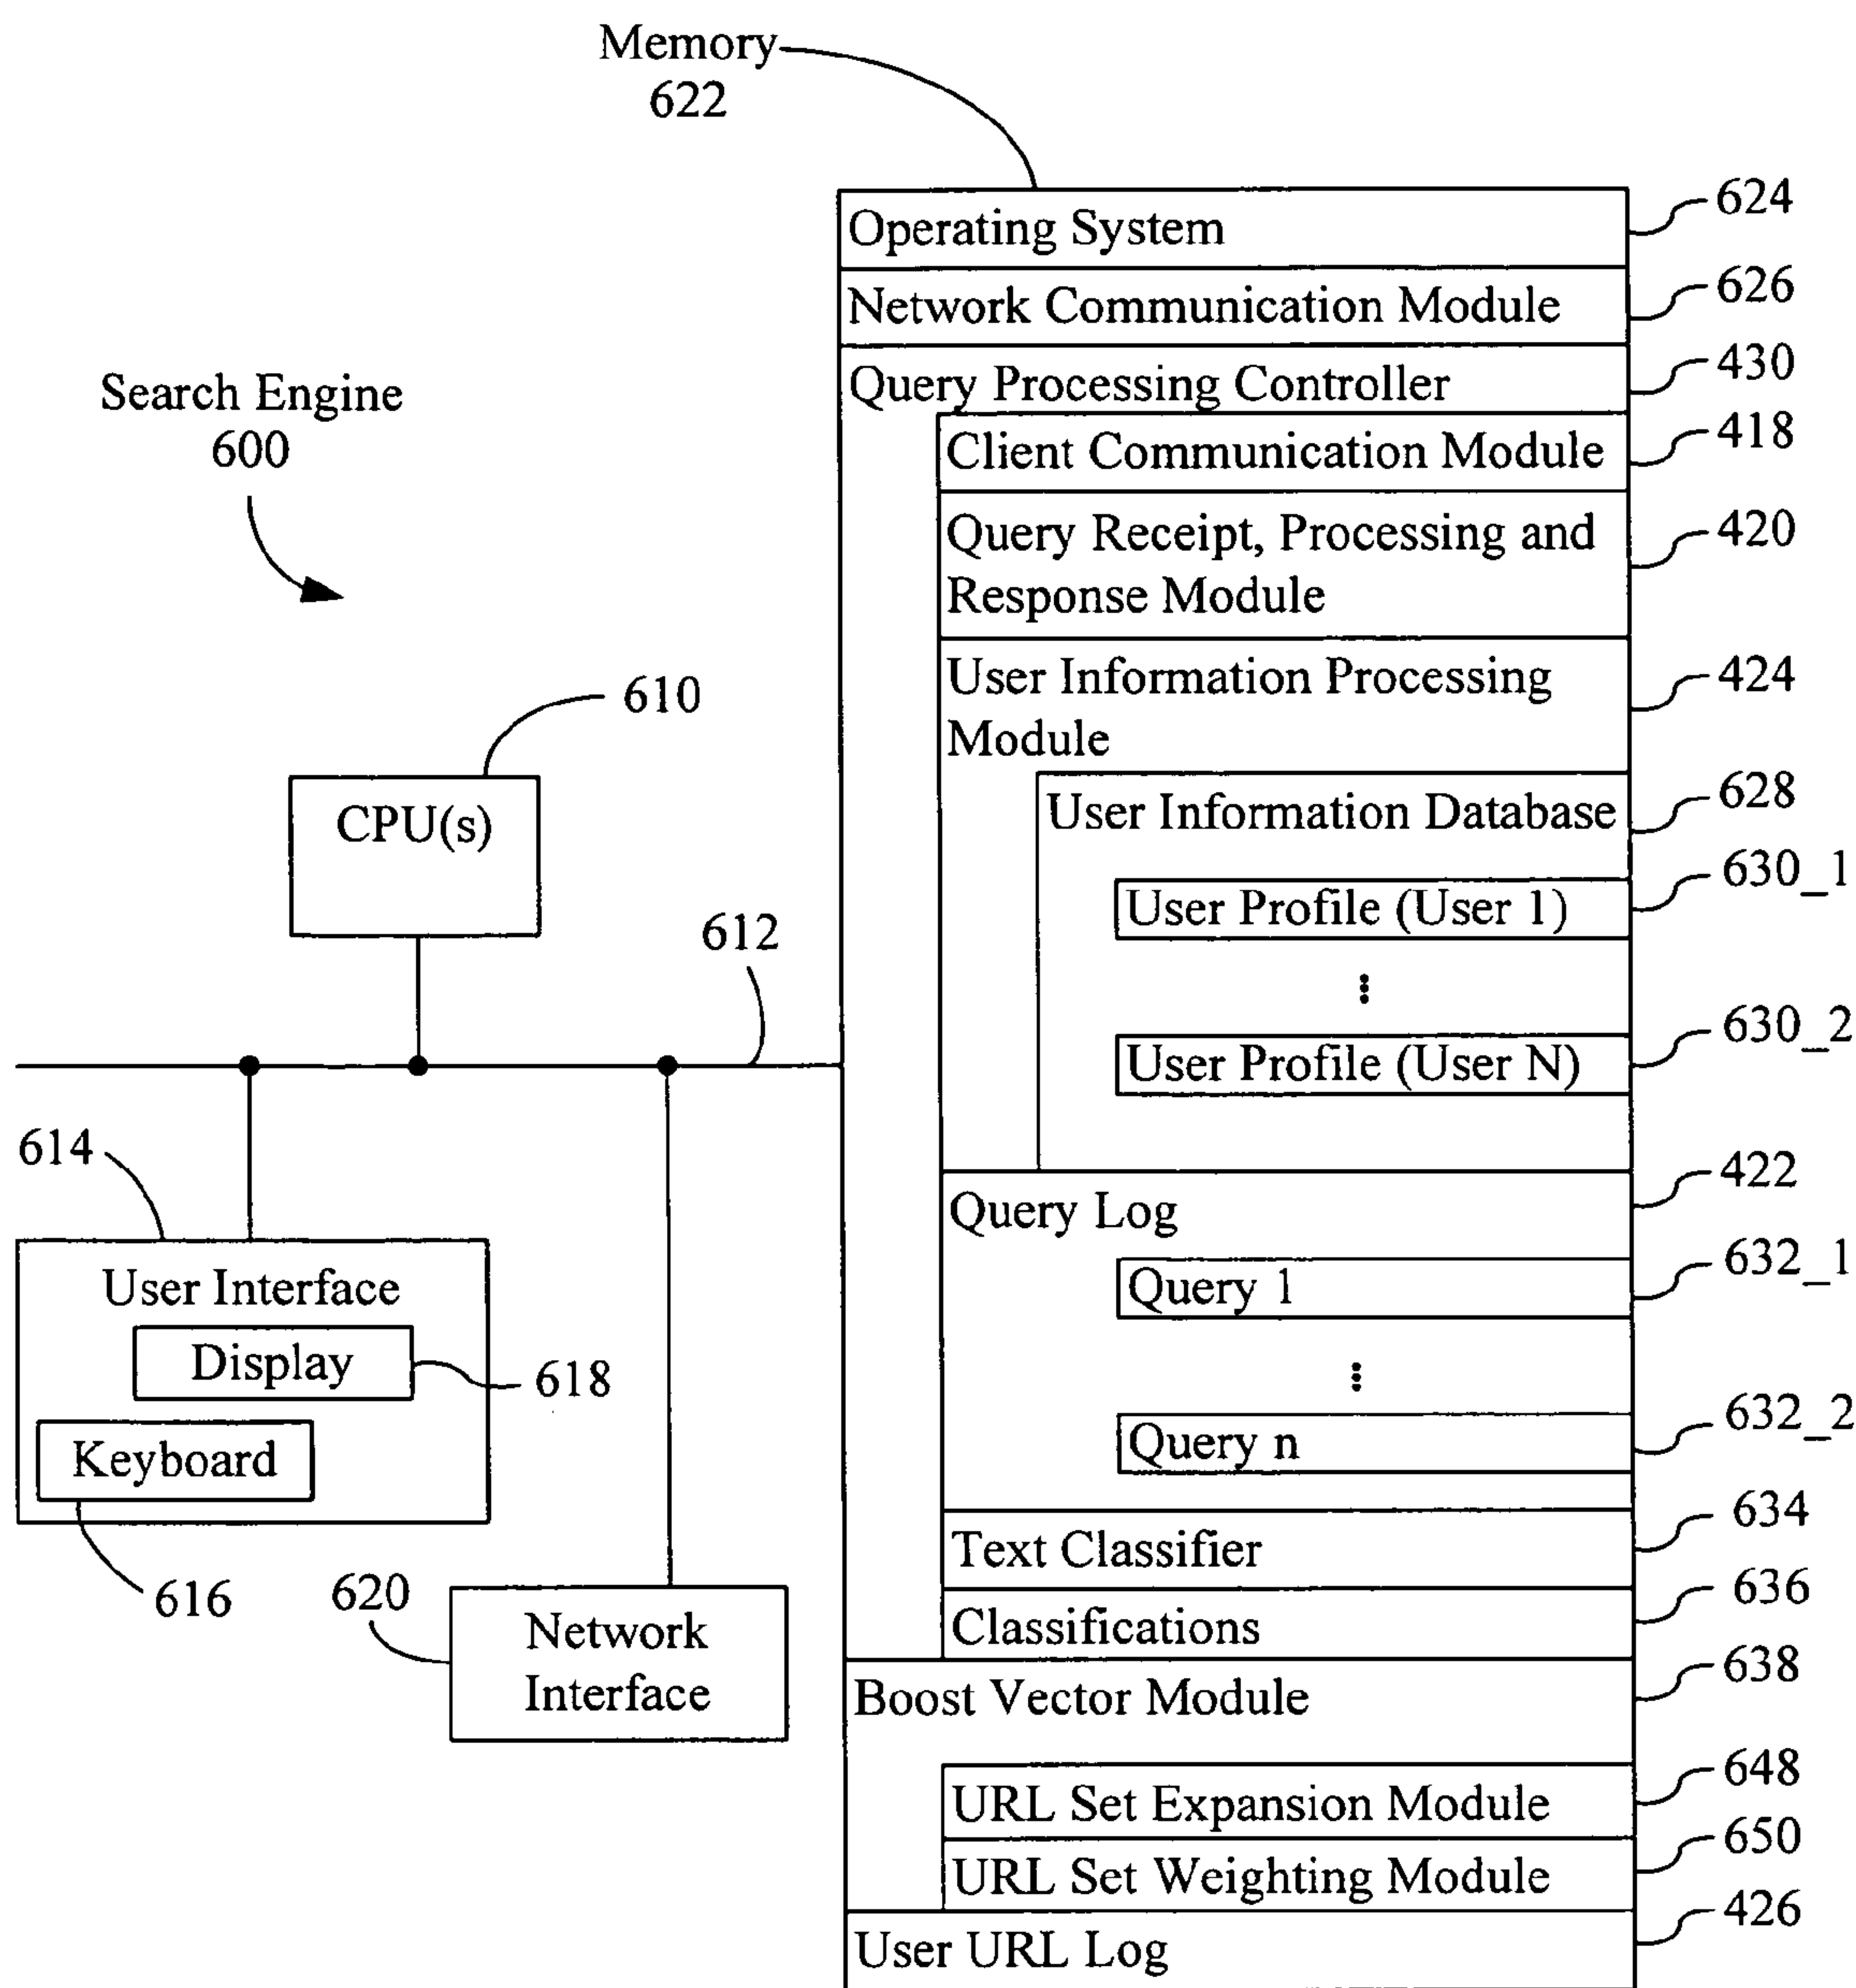 Memory
622
Operating System
624
Network Communication Module
626
Query Processing Controller
430
Search Engine
600
Client Communication Module
418
Query Receipt, Processing and
Response Module
420
User Information Processing
Module
424
610
CPU(s)
User Information Database
628
User Profile (User 1)
630_1
612
User Profile (User N)
630_2
614
Query Log
422
User Interface
Query 1
632_1
Display
618
Query n
632_2
Keyboard
616
Text Classifier
634
620
Network
Interface
Classifications
636
Boost Vector Module
638
URL Set Expansion Module
648
URL Set Weighting Module
650
User URL Log
426